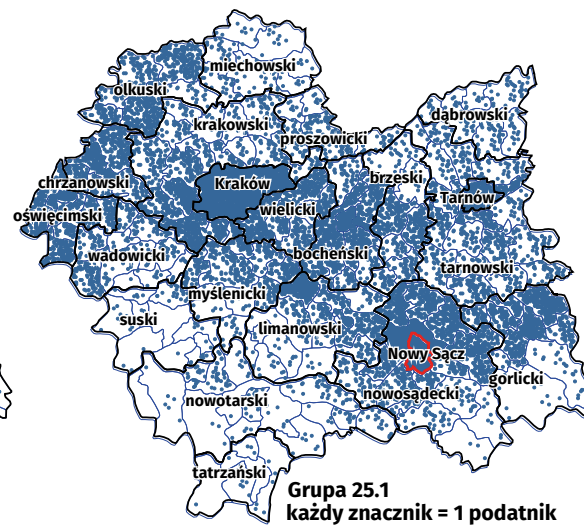 miechowski
olkuski
dąbrowski
krakowski
proszowicki
chrzanowski
Kraków
brzeski
Tarnów
oświęcimski
wielicki
wadowicki
bocheński
tarnowski
myślenicki
suski
limanowski
Nowy Sącz
gorlicki
nowotarski
nowosądecki
tatrzański
Grupa 25.1
każdy znacznik = 1 podatnik